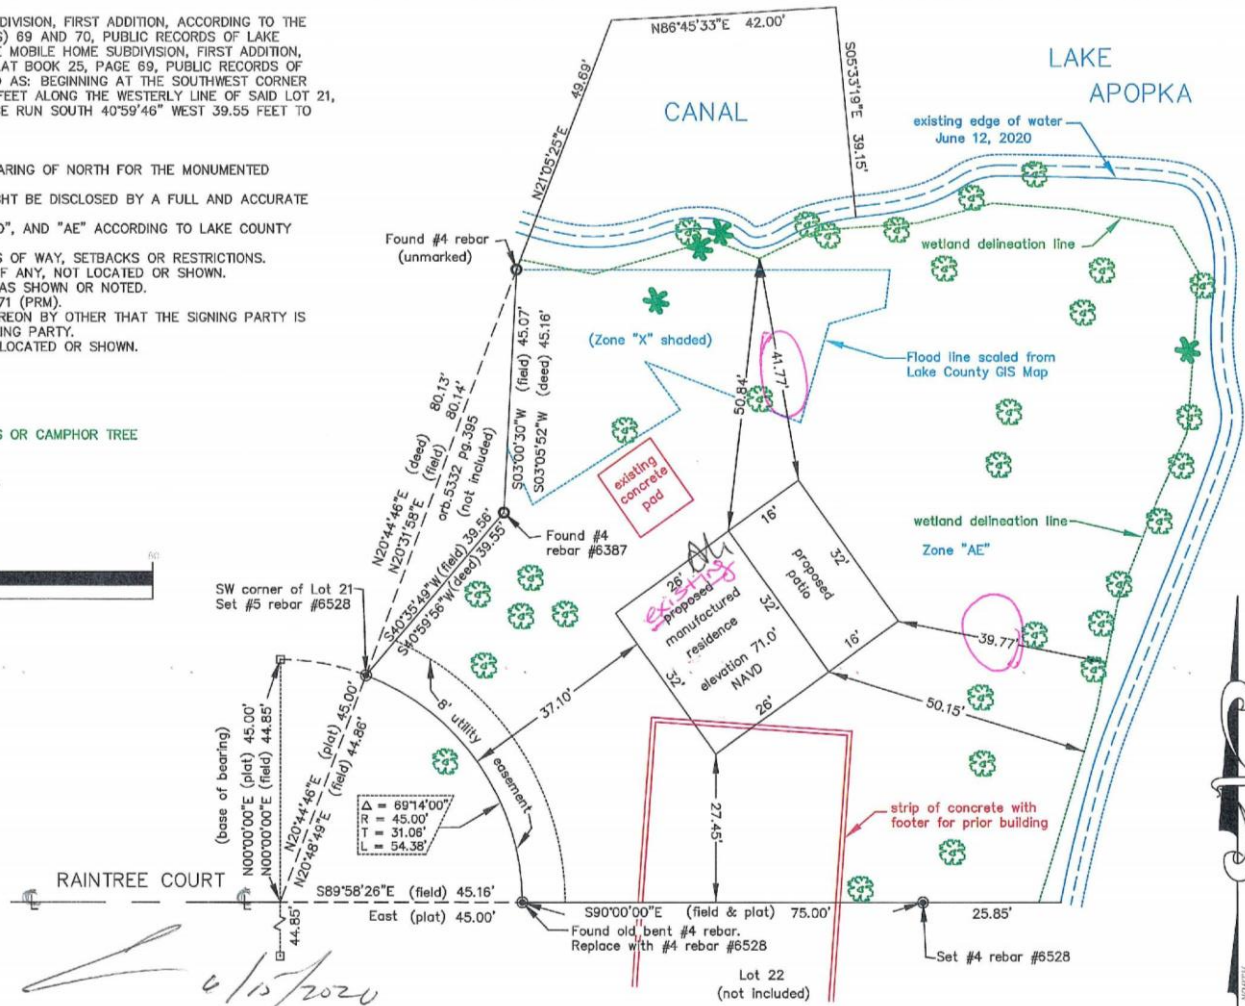 DIVISION, FIRST ADDITION, ACCORDING TO THE
S) 69 AND 70, PUBLIC RECORDS OF LAKE
E MOBILE HOME SUBDIVISION, FIRST ADDITION,
AT BOOK 25, PAGE 69, PUBLIC RECORDS OF
D AS: BEGINNING AT THE SOUTHWEST CORNER
FEET ALONG THE WESTERLY LINE OF SAID LOT 21,
E RUN SOUTH 40°59'46" WEST 39.55 FEET TO
ARING OF NORTH FOR THE MONUMENTED
HT BE DISCLOSED BY A FULL AND ACCURATE
D", AND "AE" ACCORDING TO LAKE COUNTY
S OF WAY, SETBACKS OR RESTRICTIONS.
F ANY, NOT LOCATED OR SHOWN.
AS SHOWN OR NOTED.
71 (PRM).
REON BY OTHER THAT THE SIGNING PARTY IS
NG PARTY.
LOCATED OR SHOWN.
S OR CAMPHOR TREE
60
N86°45'33"E 42.00'
49.69'
N21°05'25"E
S05°33'19"E 39.15'
CANAL
LAKE
APOPKA
existing edge of water
June 12, 2020
wetland delineation line
Found #4 rebar
(unmarked)
(Zone "X" shaded)
Flood line scaled from
Lake County GIS Map
N20°44'46"E (deed) 80.13'
N20°31'58"E (field) 80.14'
orb.5332 pg.395
(not included)
S03°00'30"W (field) 45.07'
S03°05'52"W (deed) 45.16'
50.84'
41.77'
existing
concrete
pad
Found #4
rebar #6387
wetland delineation line
Zone "AE"
SW corner of Lot 21
Set #5 rebar #6528
S40°35'49"W (field) 39.56'
S40°59'56"W (deed) 39.55'
16'
32'
proposed
patio
16'
26'
existing
proposed
manufactured
residence
elevation 71.0'
NAVD
32'
32'
26'
39.77'
50.15'
37.10'
27.45'
8' utility
easement
(base of bearing)
N00°00'00"E (plat) 45.00'
N00°00'00"E (field) 44.85'
N20°44'46"E (plat) 45.00'
N20°48'49"E (field) 44.86'
Δ = 69°14'00"
R = 45.00'
T = 31.06'
L = 54.38'
strip of concrete with
footer for prior building
RAINTREE COURT
S89°58'26"E (field) 45.16'
East (plat) 45.00'
44.85'
S90°00'00"E (field & plat) 75.00'
25.85'
Found old bent #4 rebar.
Replace with #4 rebar #6528
Set #4 rebar #6528
Lot 22
(not included)
6/15/2020